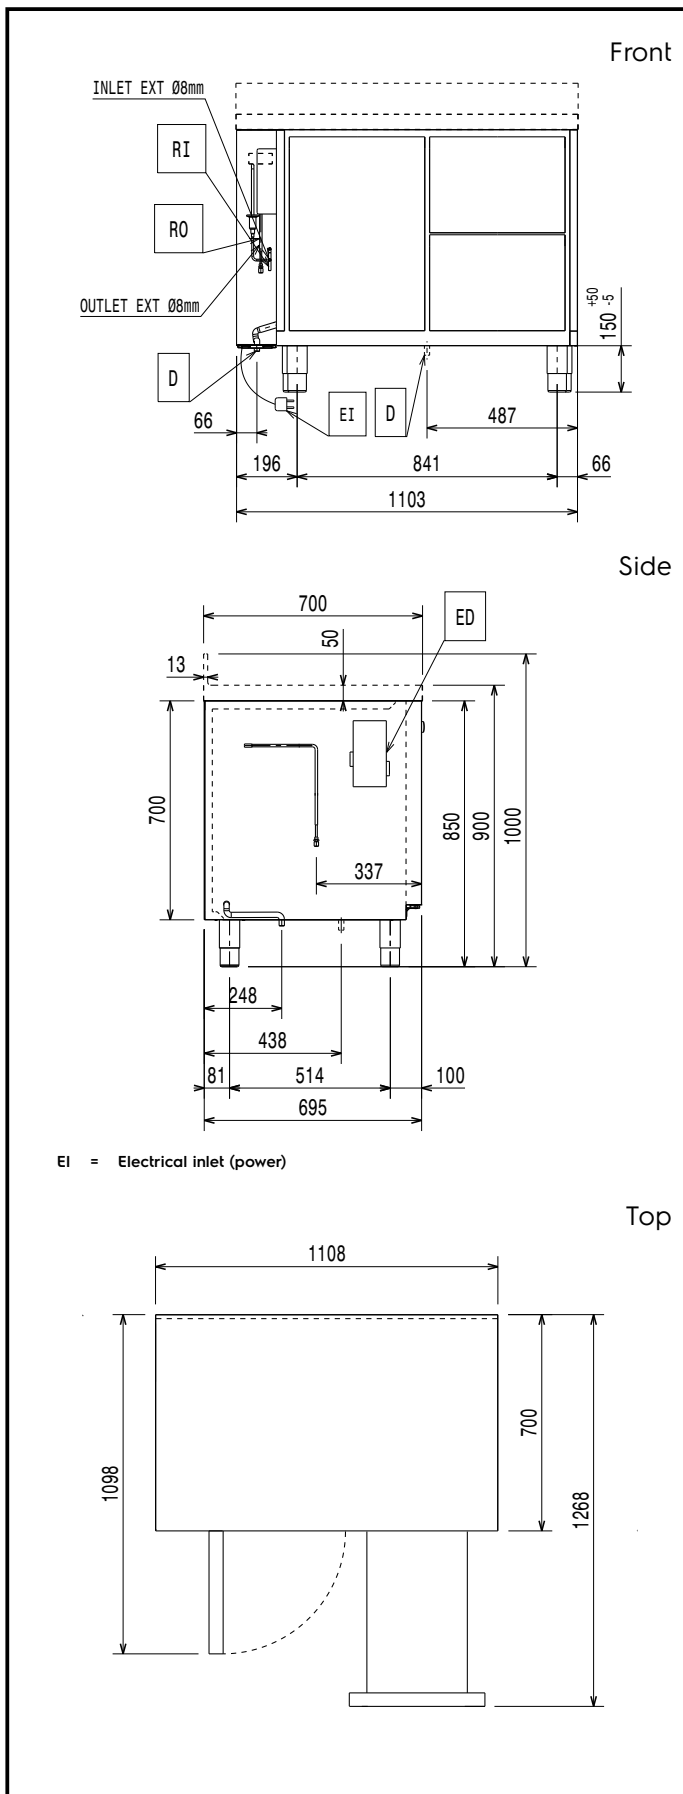 Front
INLET EXT Ø8mm
RI
RO
OUTLET EXT Ø8mm
+50
150 -5
D
EI
D
66
487
196
841
66
1103
Side
700
ED
50
13
700
850
900
1000
337
248
438
81
514
100
695
EI = Electrical inlet (power)
Top
1108
1098
700
1268